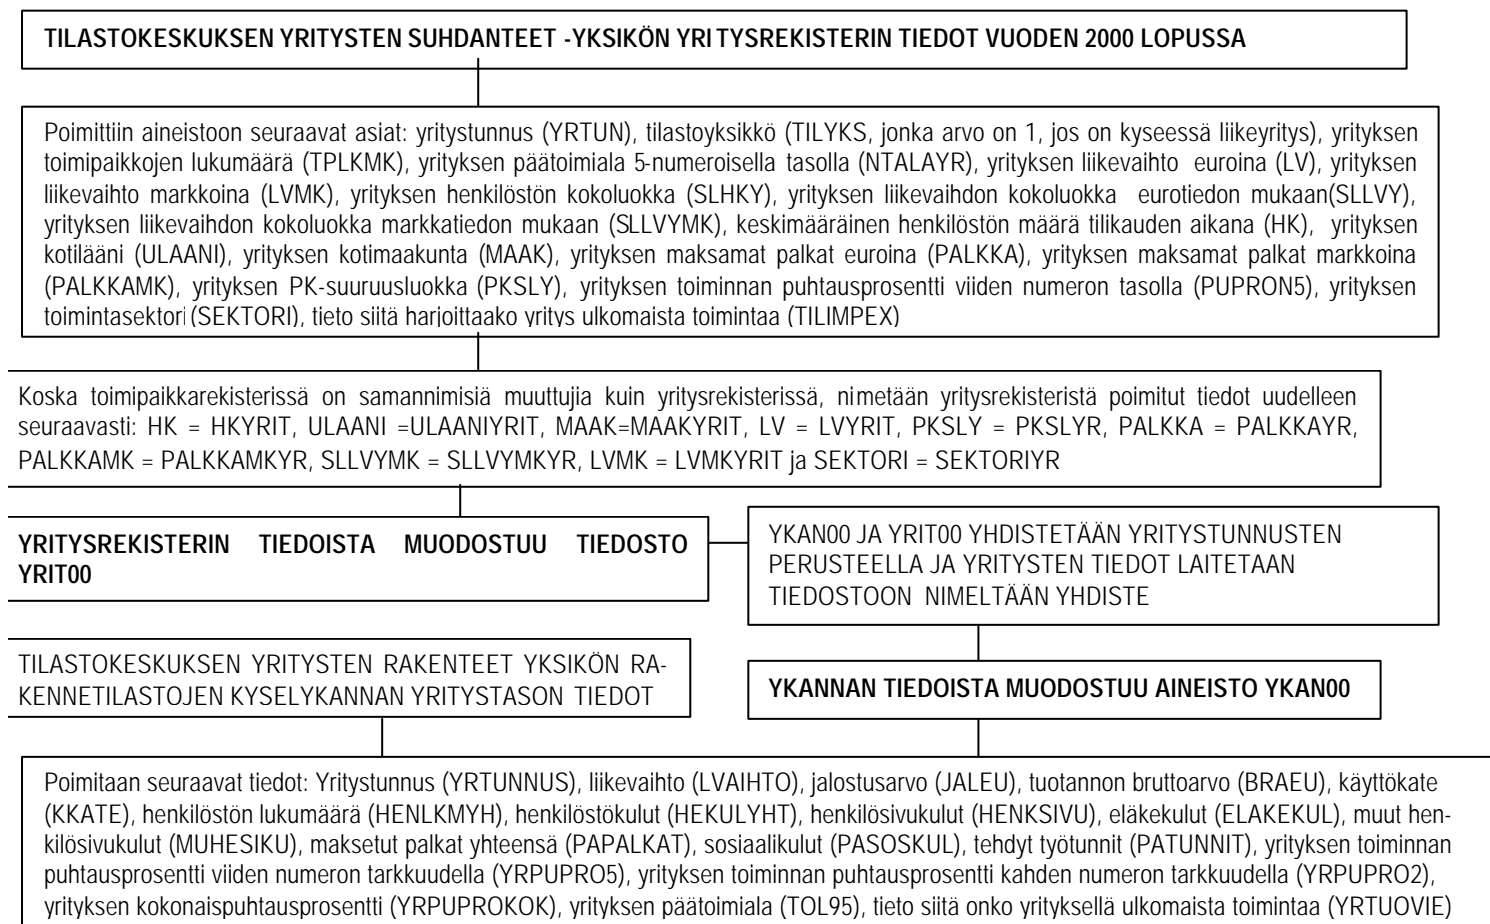 TILASTOKESKUKSEN YRITYSTEN SUHDANTEET -YKSIKÖN YRITYSREKISTERIN TIEDOT VUODEN 2000 LOPUSSA
Poimittiin aineistoon seuraavat asiat: yritystunnus (YRTUN), tilastoyksikkö (TILYKS, jonka arvo on 1, jos on kyseessä liikeyritys), yrityksen
toimipaikkojen lukumäärä (TPLKMK), yrityksen päätoimiala 5-numeroisella tasolla (NTALAYR), yrityksen liikevaihto euroina (LV), yrityksen
liikevaihto markkoina (LVMK), yrityksen henkilöstön kokoluokka (SLHKY), yrityksen liikevaihdon kokoluokka eurotiedon mukaan(SLLVY),
yrityksen liikevaihdon kokoluokka markkatiedon mukaan (SLLVYMK), keskimääräinen henkilöstön määrä tilikauden aikana (HK), yrityksen
kotilääni (ULAANI), yrityksen kotimaakunta (MAAK), yrityksen maksamat palkat euroina (PALKKA), yrityksen maksamat palkat markkoina
(PALKKAMK), yrityksen PK-suuruusluokka (PKSLY), yrityksen toiminnan puhtausprosentti viiden numeron tasolla (PUPRON5), yrityksen
toimintasektori (SEKTORI), tieto siitä harjoittaako yritys ulkomaista toimintaa (TILIMPEX)
Koska toimipaikkarekisterissä on samannimisiä muuttujia kuin yritysrekisterissä, nimetään yritysrekisteristä poimitut tiedot uudelleen
seuraavasti: HK = HKYRIT, ULAANI =ULAANIYRIT, MAAK=MAAKYRIT, LV = LVYRIT, PKSLY = PKSLYR, PALKKA = PALKKAYR,
PALKKAMK = PALKKAMKYR, SLLVYMK = SLLVYMKYR, LVMK = LVMKYRIT ja SEKTORI = SEKTORIYR
YRITYSREKISTERIN TIEDOISTA MUODOSTUU TIEDOSTO
YRIT00
YKAN00 JA YRIT00 YHDISTETÄÄN YRITYSTUNNUSTEN
PERUSTEELLA JA YRITYSTEN TIEDOT LAITETAAN
TIEDOSTOON NIMELTÄÄN YHDISTE
TILASTOKESKUKSEN YRITYSTEN RAKENTEET YKSIKÖN RA-
KENNETILASTOJEN KYSELYKANNAN YRITYSTASON TIEDOT
YKANNAN TIEDOISTA MUODOSTUU AINEISTO YKAN00
Poimitaan seuraavat tiedot: Yritystunnus (YRTUNNUS), liikevaihto (LVAIHTO), jalostusarvo (JALEU), tuotannon bruttoarvo (BRAEU), käyttökate
(KKATE), henkilöstön lukumäärä (HENLKMYH), henkilöstökulut (HEKULYHT), henkilösivukulut (HENKSIVU), eläkekulut (ELAKEKUL), muut hen-
kilösivukulut (MUHESIKU), maksetut palkat yhteensä (PAPALKAT), sosiaalikulut (PASOSKUL), tehdyt työtunnit (PATUNNIT), yrityksen toiminnan
puhtausprosentti viiden numeron tarkkuudella (YRPUPRO5), yrityksen toiminnan puhtausprosentti kahden numeron tarkkuudella (YRPUPRO2),
yrityksen kokonaispuhtausprosentti (YRPUPROKOK), yrityksen päätoimiala (TOL95), tieto siitä onko yrityksellä ulkomaista toimintaa (YRTUOVIE)